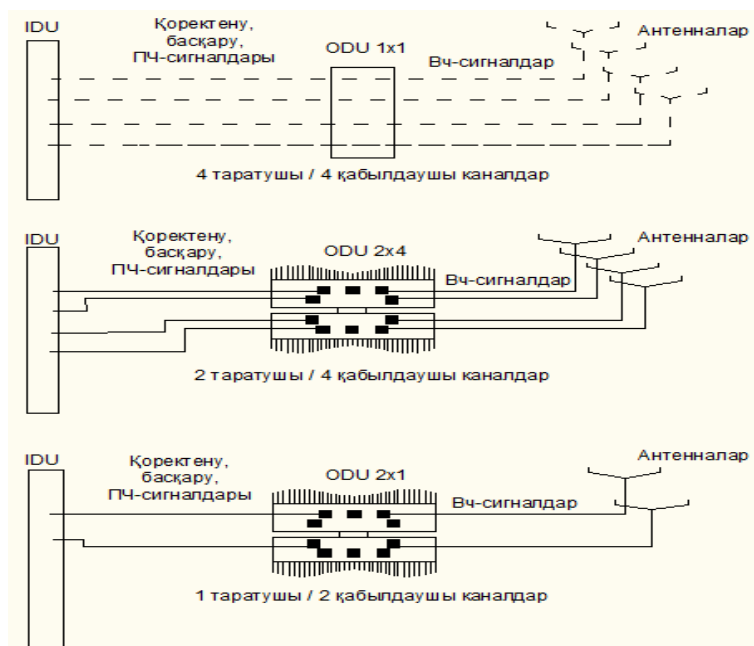 IDU
Қоректену,
басқару,
ПЧ-сигналдары
ODU 1x1
Вч-сигналдар
Антенналар
4 таратушы / 4 қабылдаушы каналдар
IDU
Қоректену,
басқару,
ПЧ-сигналдары
ODU 2x4
Вч-сигналдар
Антенналар
2 таратушы / 4 қабылдаушы каналдар
IDU
Қоректену,
басқару,
ПЧ-сигналдары
ODU 2x1
Вч-сигналдар
Антенналар
1 таратушы / 2 қабылдаушы каналдар